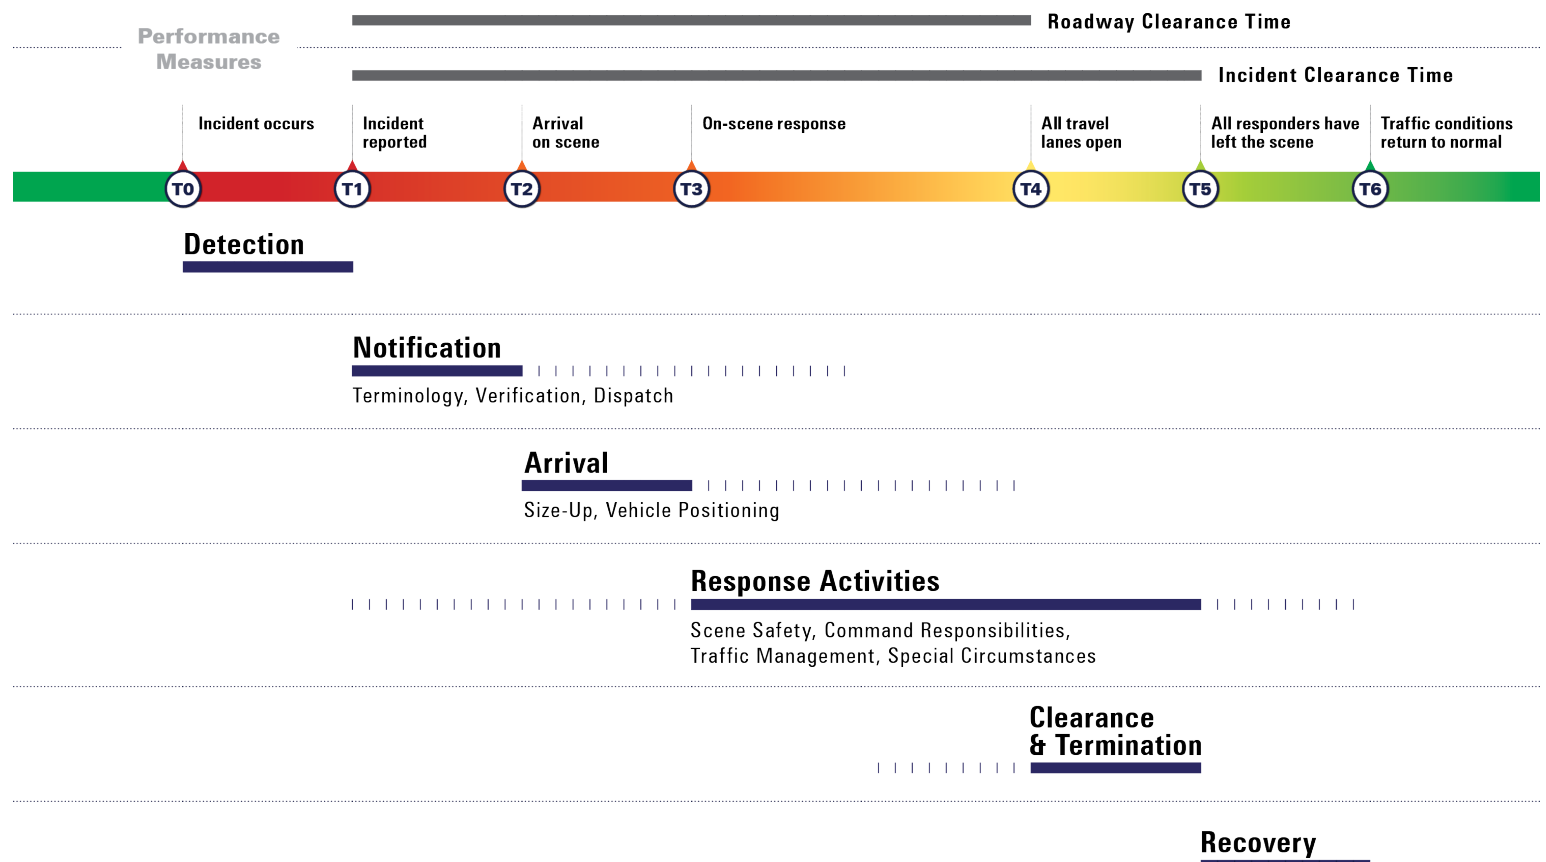 Roadway Clearance Time
Performance
Measures
Incident Clearance Time
Incident occurs
Incident
reported
Arrival
on scene
On-scene response
All travel
lanes open
All responders have
left the scene
Traffic conditions
return to normal
T0
T1
T2
T3
T4
T5
T6
Detection
Notification
Terminology, Verification, Dispatch
Arrival
Size-Up, Vehicle Positioning
Response Activities
Scene Safety, Command Responsibilities,
Traffic Management, Special Circumstances
Clearance
& Termination
Recovery